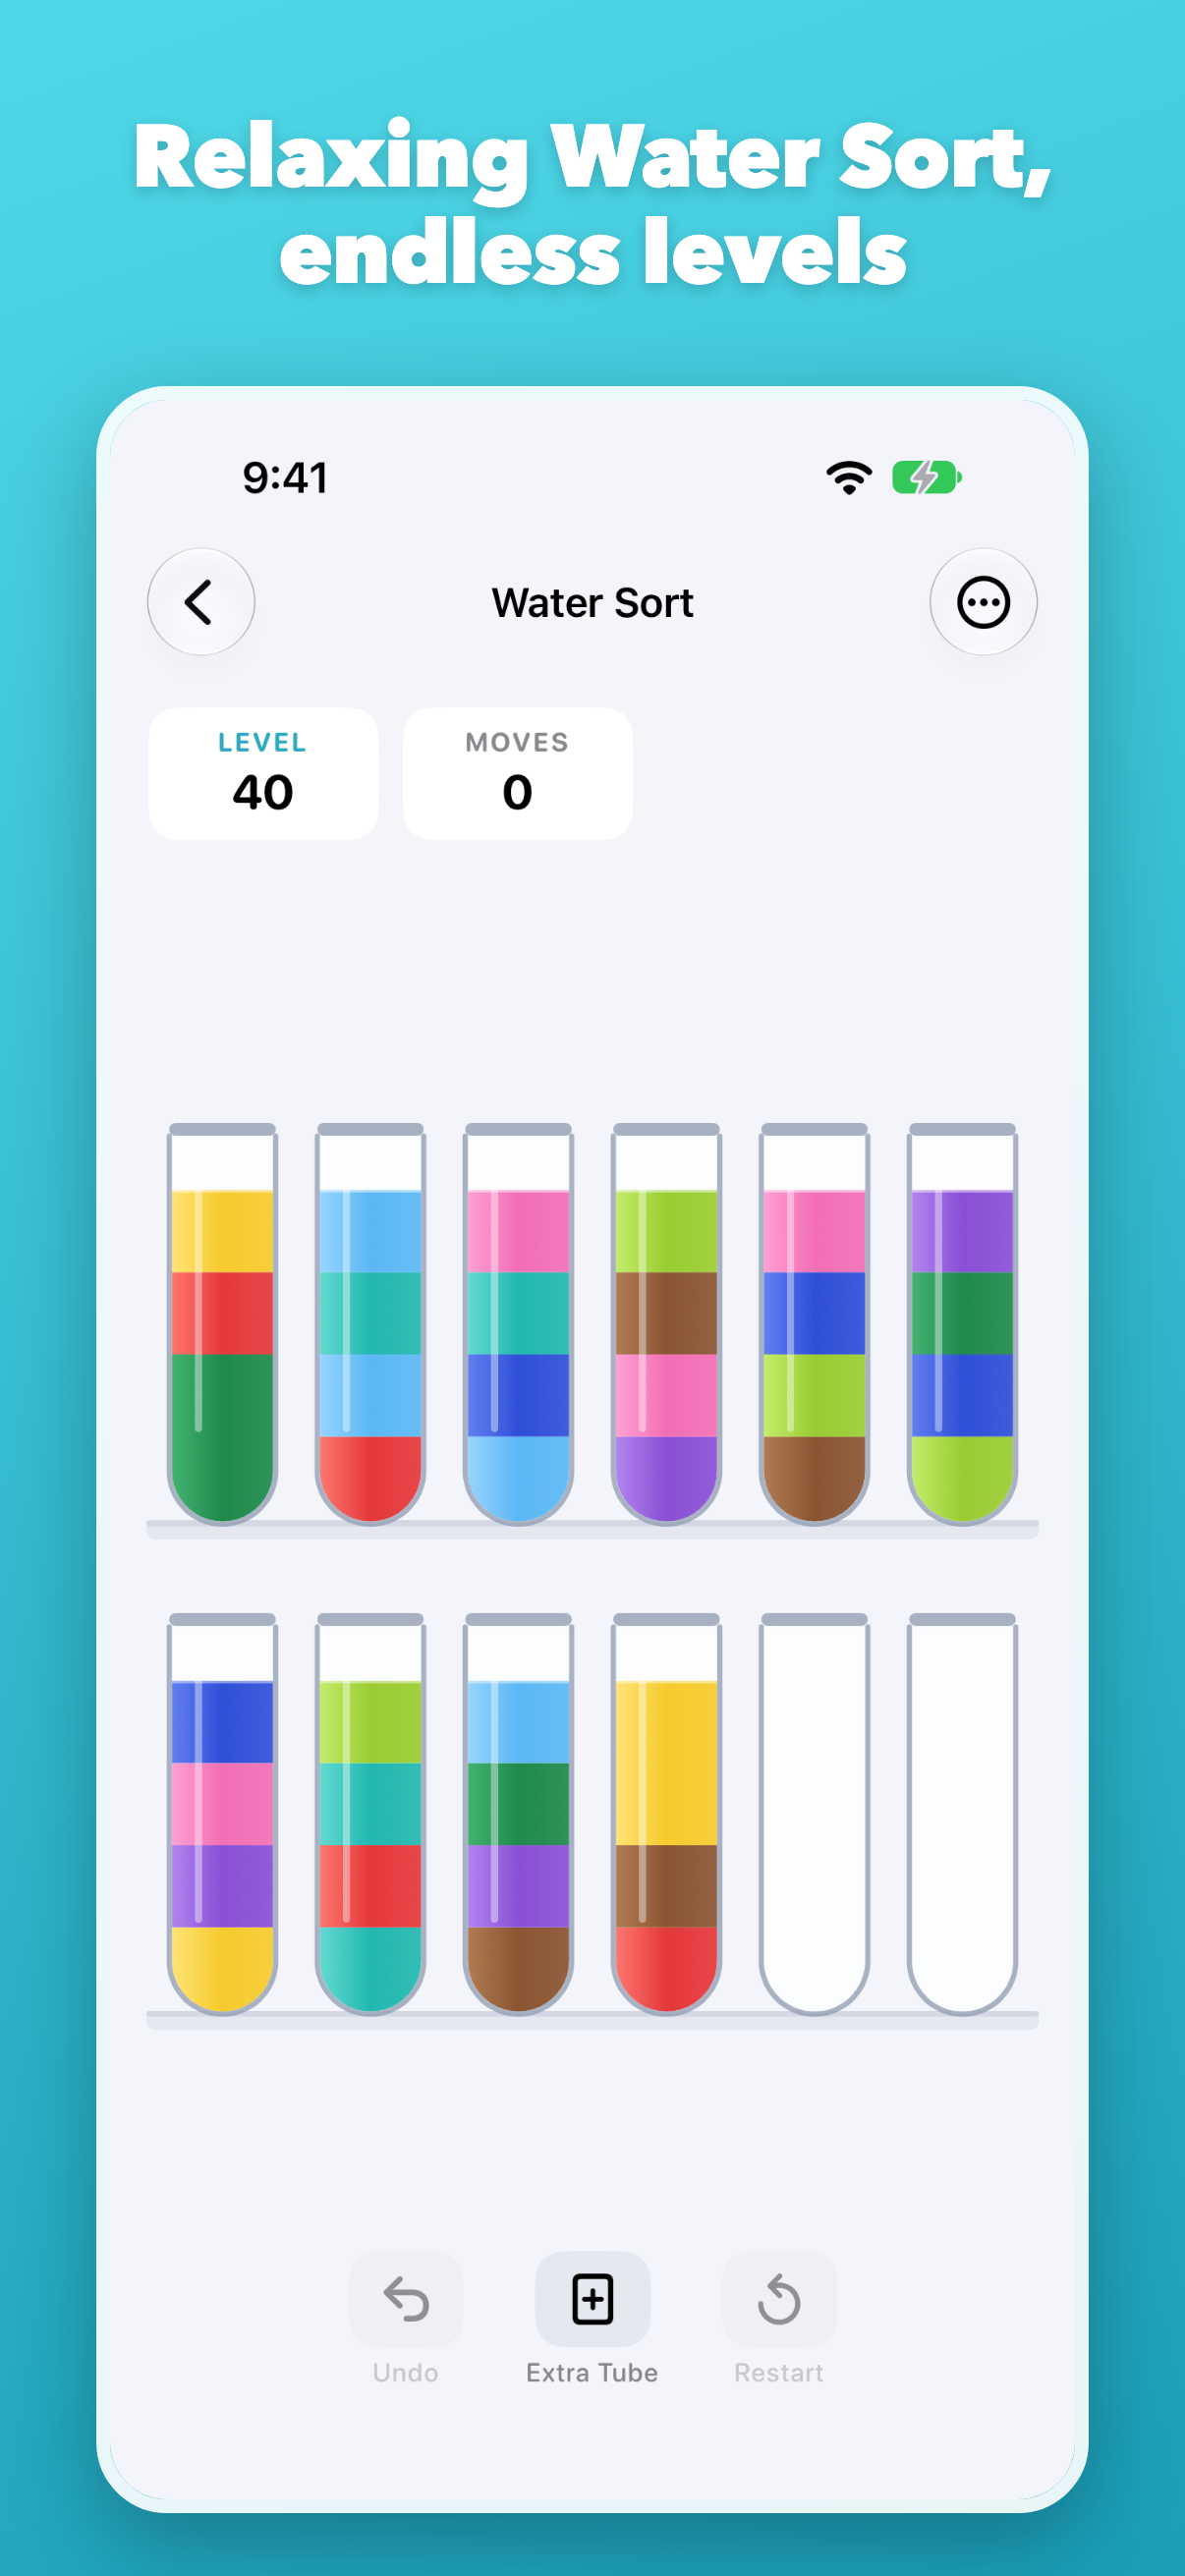 Relaxing Water Sort,
endless levels
9:41
Water Sort
LEVEL
40
MOVES
0
Undo
Extra Tube
Restart